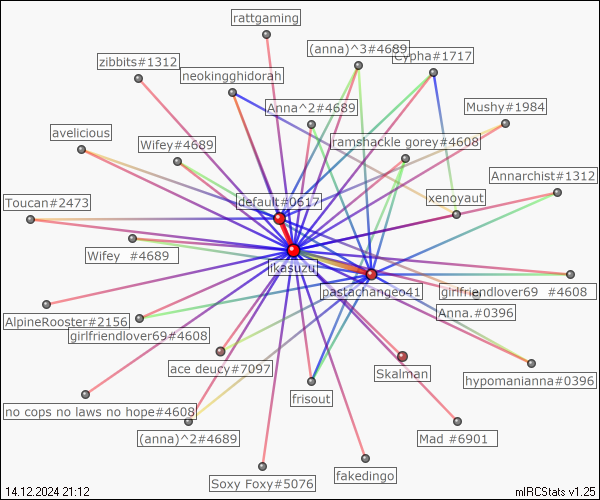 rattgaming
(anna)^3#4689
Cypha#1717
zibbits#1312
neokingghidorah
Anna^2#4689
Mushy#1984
avelicious
Wifey#4689
ramshackle gorey#4608
Annarchist#1312
Toucan#2473
default#0617
xenoyaut
Wifey #4689
ikasuzu
pastachangeo41
girlfriendlover69 #4608
Anna.#0396
AlpineRooster#2156
girlfriendlover69#4608
ace deucy#7097
Skalman
hypomanianna#0396
frisout
no cops no laws no hope#4608
(anna)^2#4689
Mad #6901
Soxy Foxy#5076
fakedingo
14.12.2024 21:12
mIRCStats v1.25